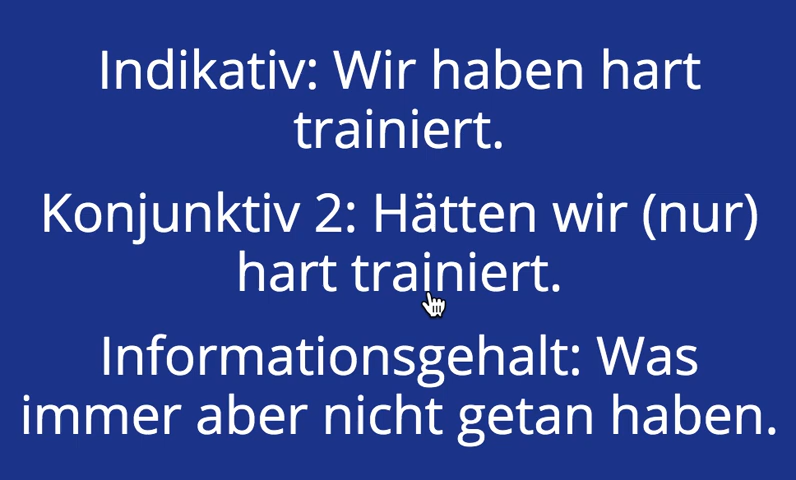 Indikativ: Wir haben hart
trainiert.
Konjunktiv 2: Hätten wir (nur)
hart trainiert.
Informationsgehalt: Was
immer aber nicht getan haben.